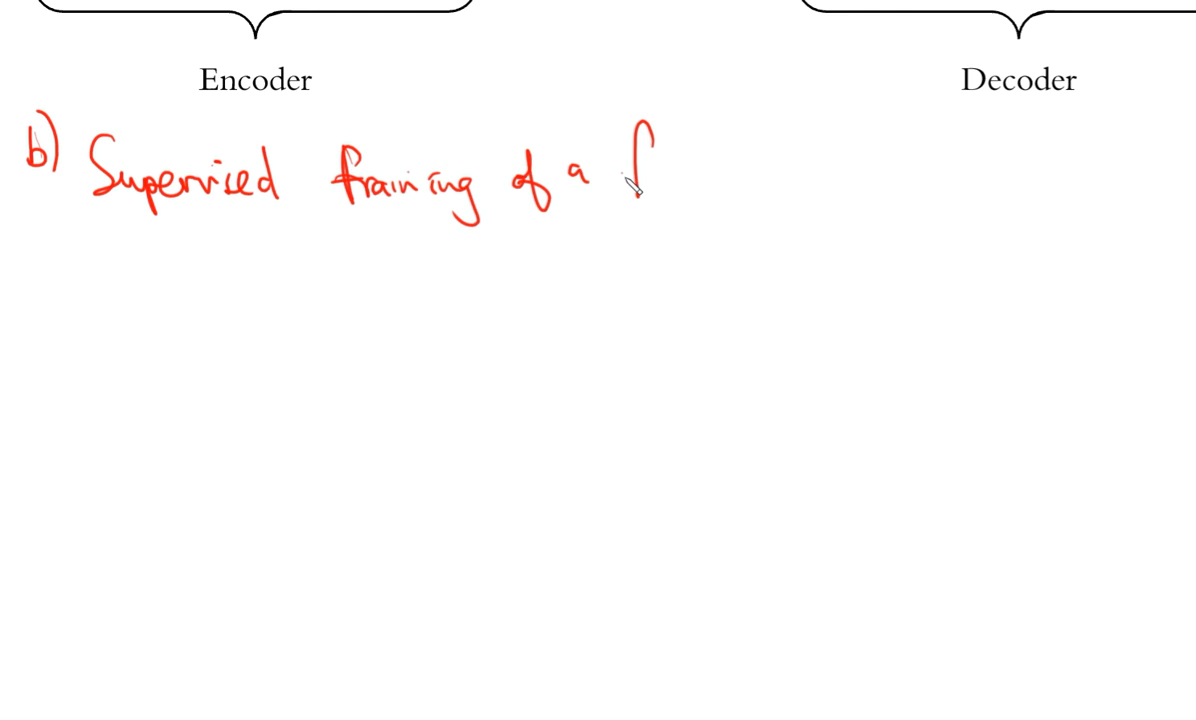 Encoder Decoder
b) Supervised training of a f